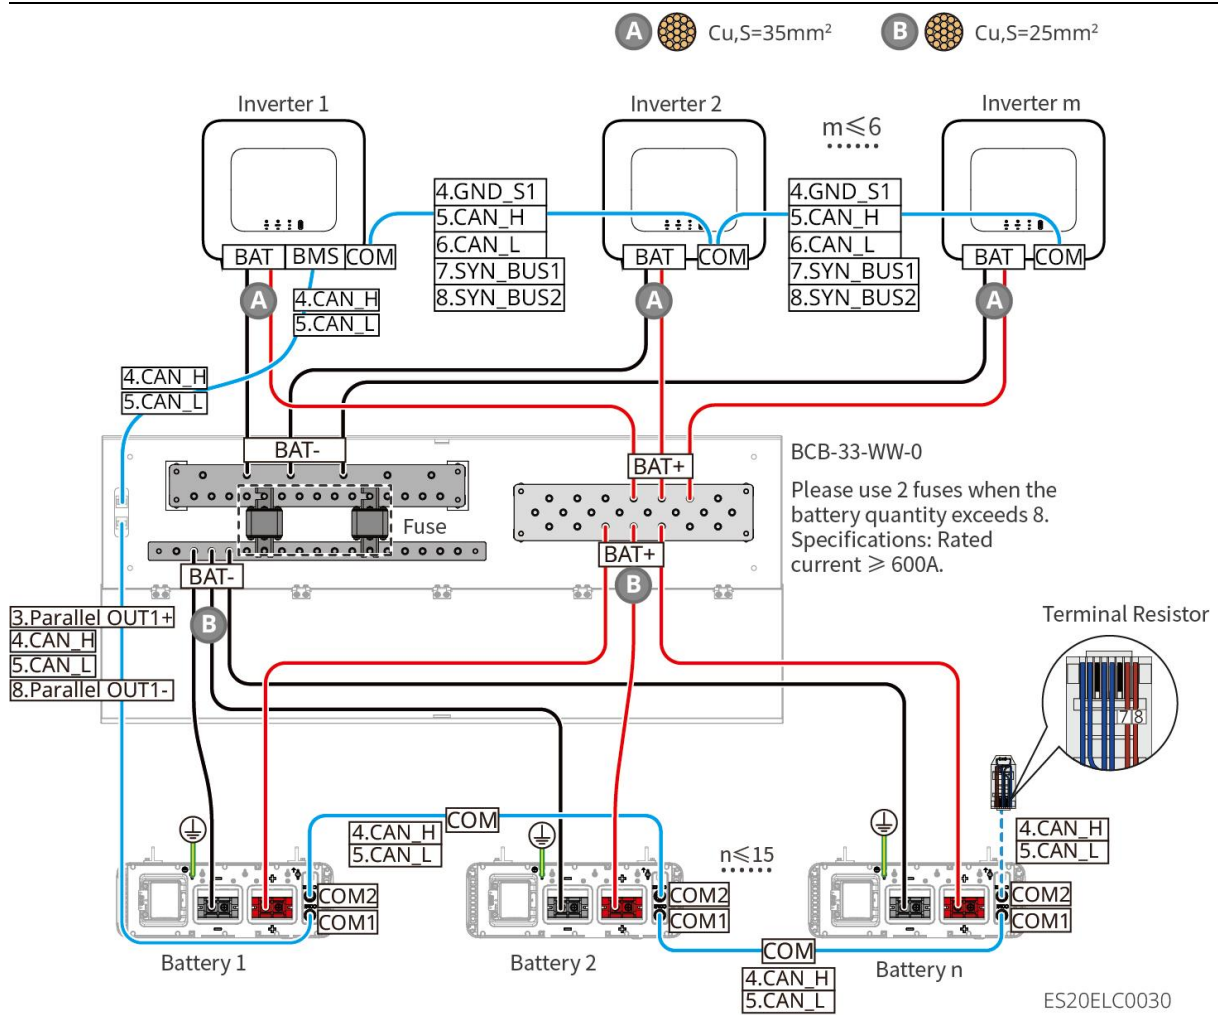 A Cu,S=35mm²
B Cu,S=25mm²
Inverter 1
Inverter 2
m≤6
Inverter m
4.GND_S1
5.CAN_H
6.CAN_L
7.SYN_BUS1
8.SYN_BUS2
4.GND_S1
5.CAN_H
6.CAN_L
7.SYN_BUS1
8.SYN_BUS2
BAT
BMS
COM
BAT
COM
BAT
COM
A
A
A
4.CAN_H
5.CAN_L
4.CAN_H
5.CAN_L
BAT-
BAT+
BCB-33-WW-0
Please use 2 fuses when the
battery quantity exceeds 8.
Specifications: Rated
current ≥ 600A.
Fuse
BAT-
BAT+
B
B
3.Parallel OUT1+
4.CAN_H
5.CAN_L
8.Parallel OUT1-
Terminal Resistor
7 8
COM
4.CAN_H
5.CAN_L
n≤15
4.CAN_H
5.CAN_L
COM2
COM1
COM2
COM1
COM2
COM1
Battery 1
Battery 2
COM
4.CAN_H
5.CAN_L
Battery n
ES20ELC0030